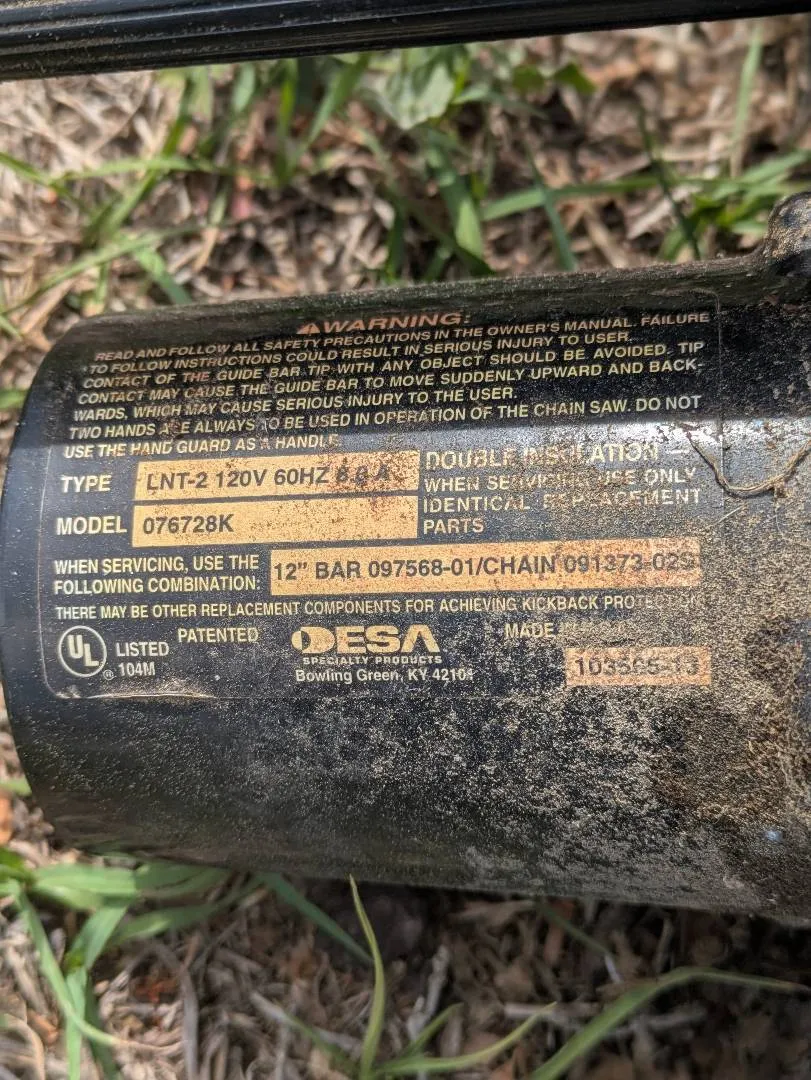 WARNING:
READ AND FOLLOW ALL SAFETY PRECAUTIONS IN THE OWNER'S MANUAL. FAILURE
TO FOLLOW INSTRUCTIONS COULD RESULT IN SERIOUS INJURY TO USER.
CONTACT OF THE GUIDE BAR TIP WITH ANY OBJECT SHOULD BE AVOIDED. TIP
CONTACT MAY CAUSE THE GUIDE BAR TO MOVE SUDDENLY UPWARD AND BACK-
WARDS, WHICH MAY CAUSE SERIOUS INJURY TO THE USER.
TWO HANDS ARE ALWAYS TO BE USED IN OPERATION OF THE CHAIN SAW. DO NOT
USE THE HAND GUARD AS A HANDLE
TYPE LNT-2 120V 60HZ
MODEL 076728K
DOUBLE INSULATION –
WHEN SERVICING USE ONLY
IDENTICAL REPLACEMENT
PARTS
WHEN SERVICING, USE THE
FOLLOWING COMBINATION:
12" BAR 097568-01/CHAIN
THERE MAY BE OTHER REPLACEMENT COMPONENTS FOR ACHIEVING KICKBACK PROTECTION
UL
® LISTED
104M
PATENTED
DESA
SPECIALTY PRODUCTS
Bowling Green, KY 42101
MADE